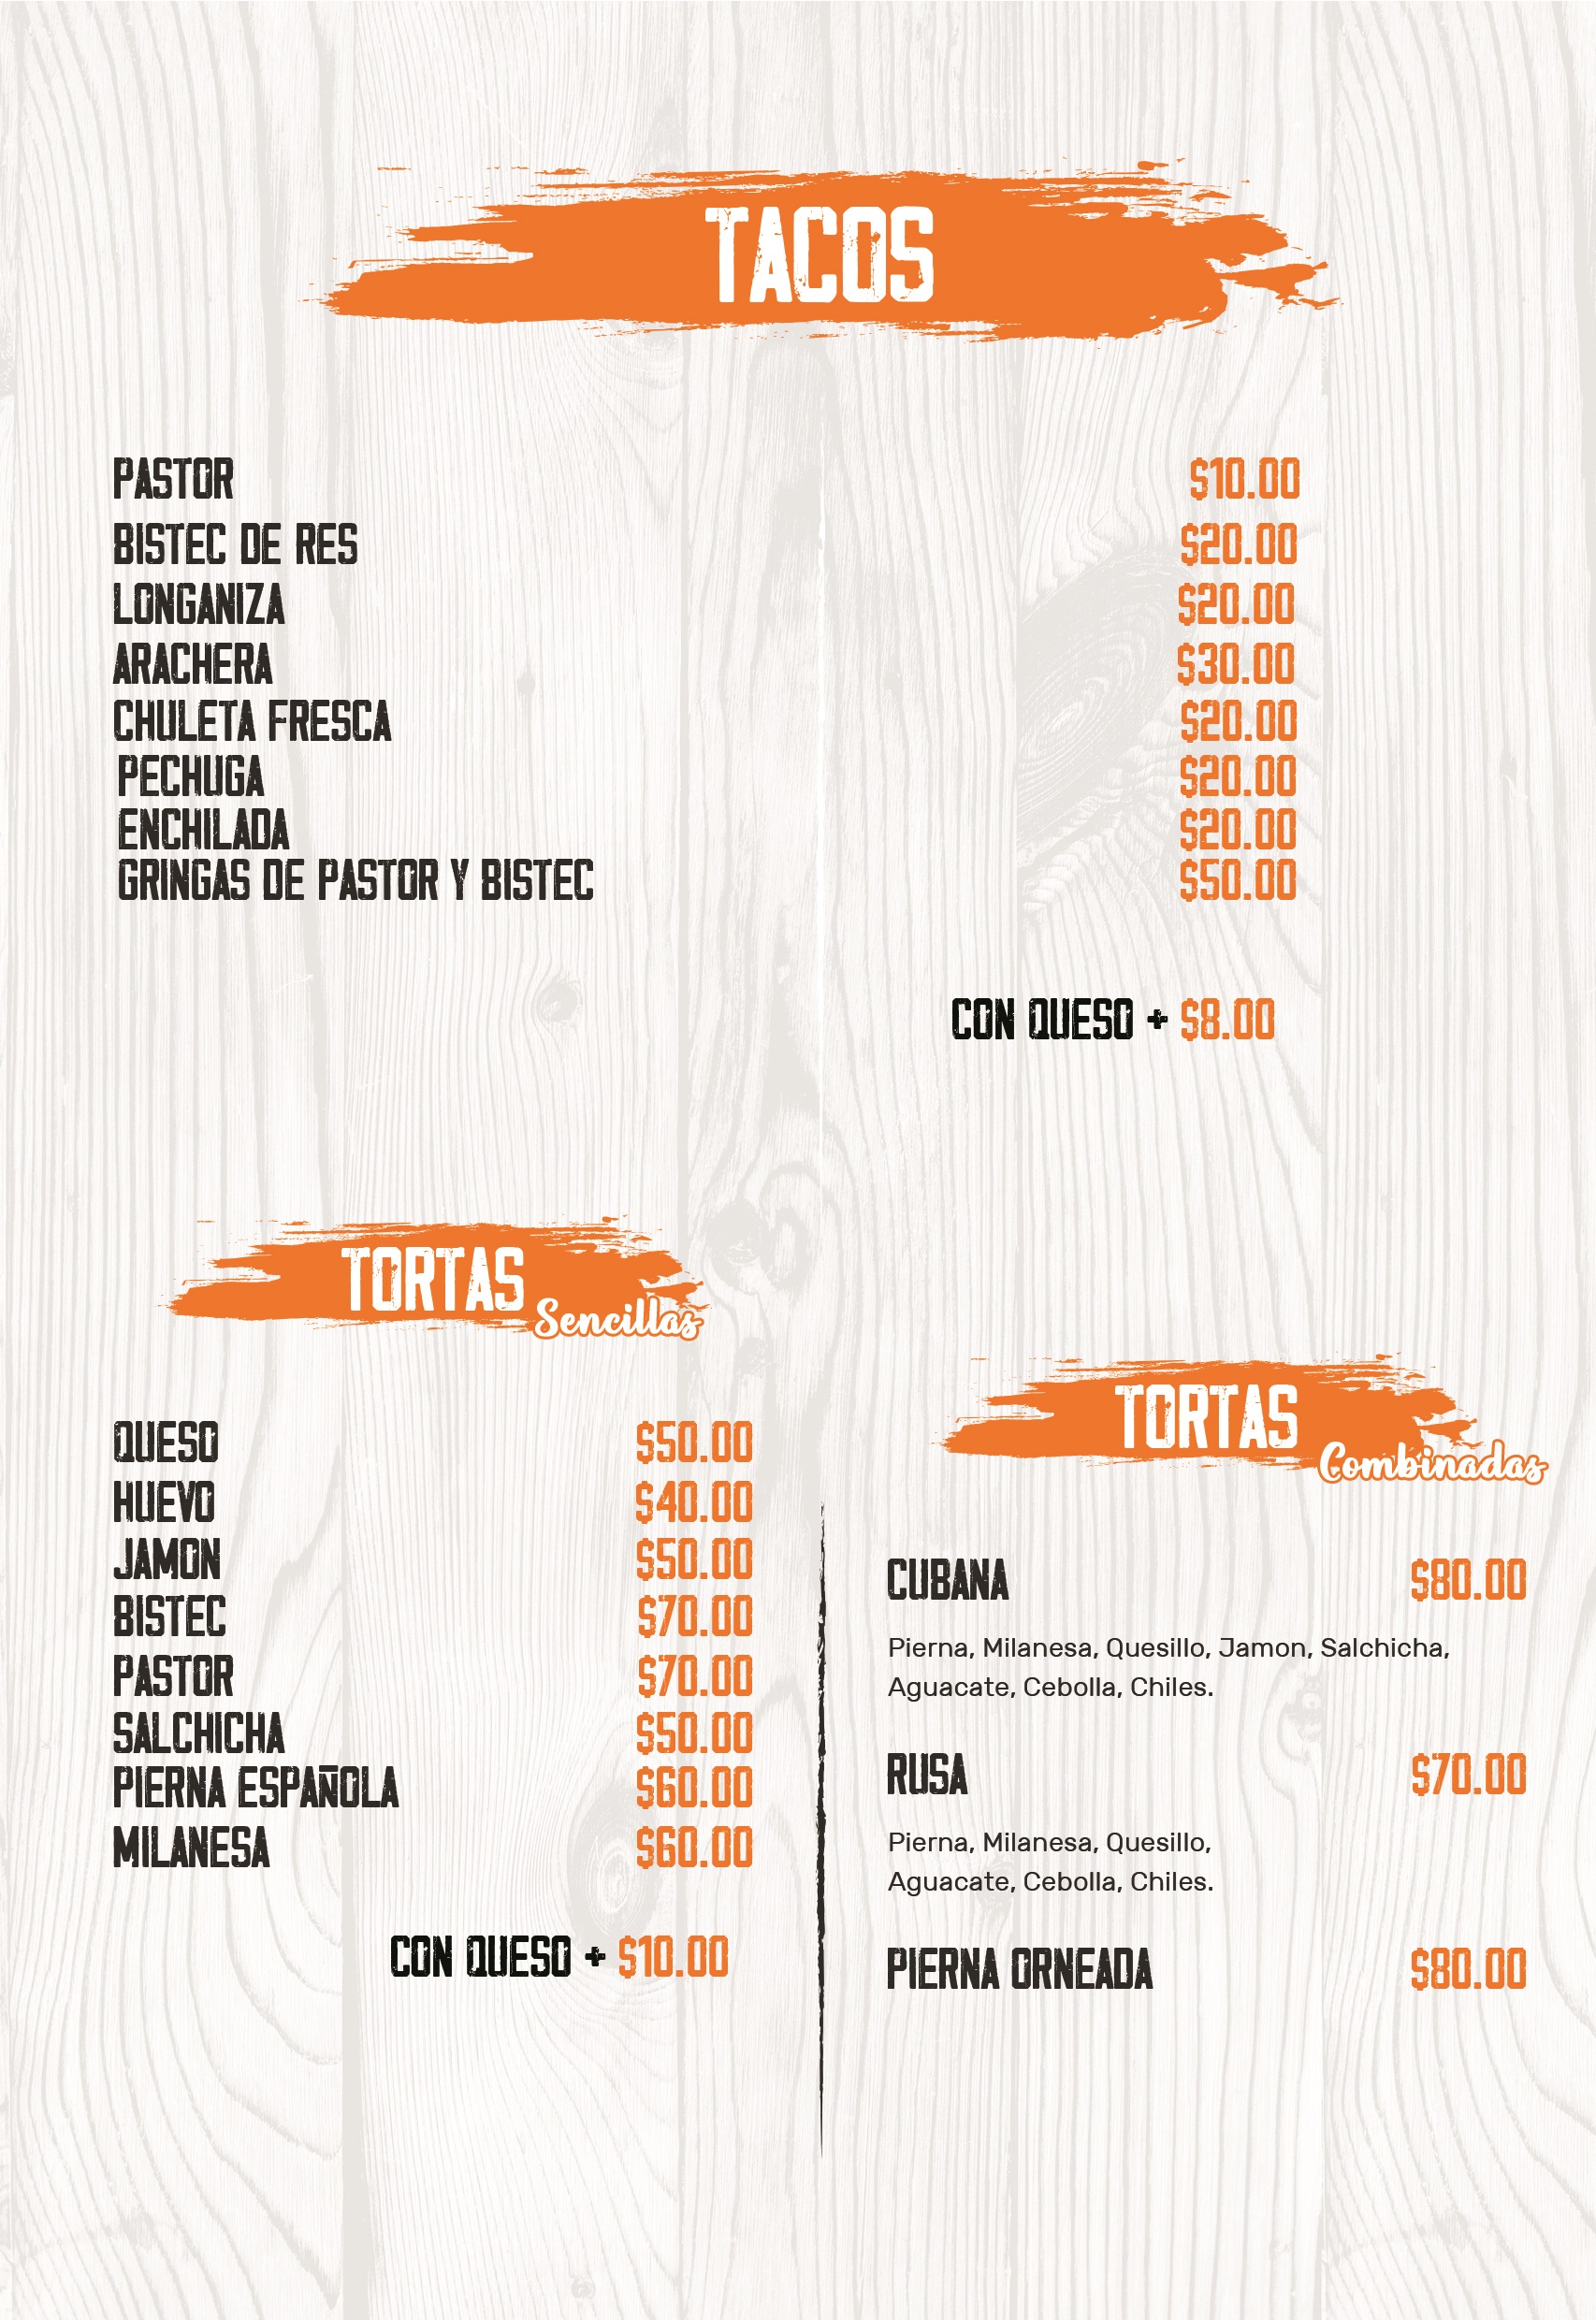 TACOS
PASTOR $10.00
BISTEC DE RES $20.00
LONGANIZA $20.00
ARACHERA $30.00
CHULETA FRESCA $20.00
PECHUGA $20.00
ENCHILADA $20.00
GRINGAS DE PASTOR Y BISTEC $50.00
CON QUESO + $8.00
TORTAS
Sencillas
QUESO $50.00
HUEVO $40.00
JAMON $50.00
BISTEC $70.00
PASTOR $70.00
SALCHICHA $50.00
PIERNA ESPAÑOLA $60.00
MILANESA $60.00
CON QUESO + $10.00
TORTAS
Combinadas
CUBANA $80.00
Pierna, Milanesa, Quesillo, Jamon, Salchicha,
Aguacate, Cebolla, Chiles.
RUSA $70.00
Pierna, Milanesa, Quesillo,
Aguacate, Cebolla, Chiles.
PIERNA ORNEADA $80.00